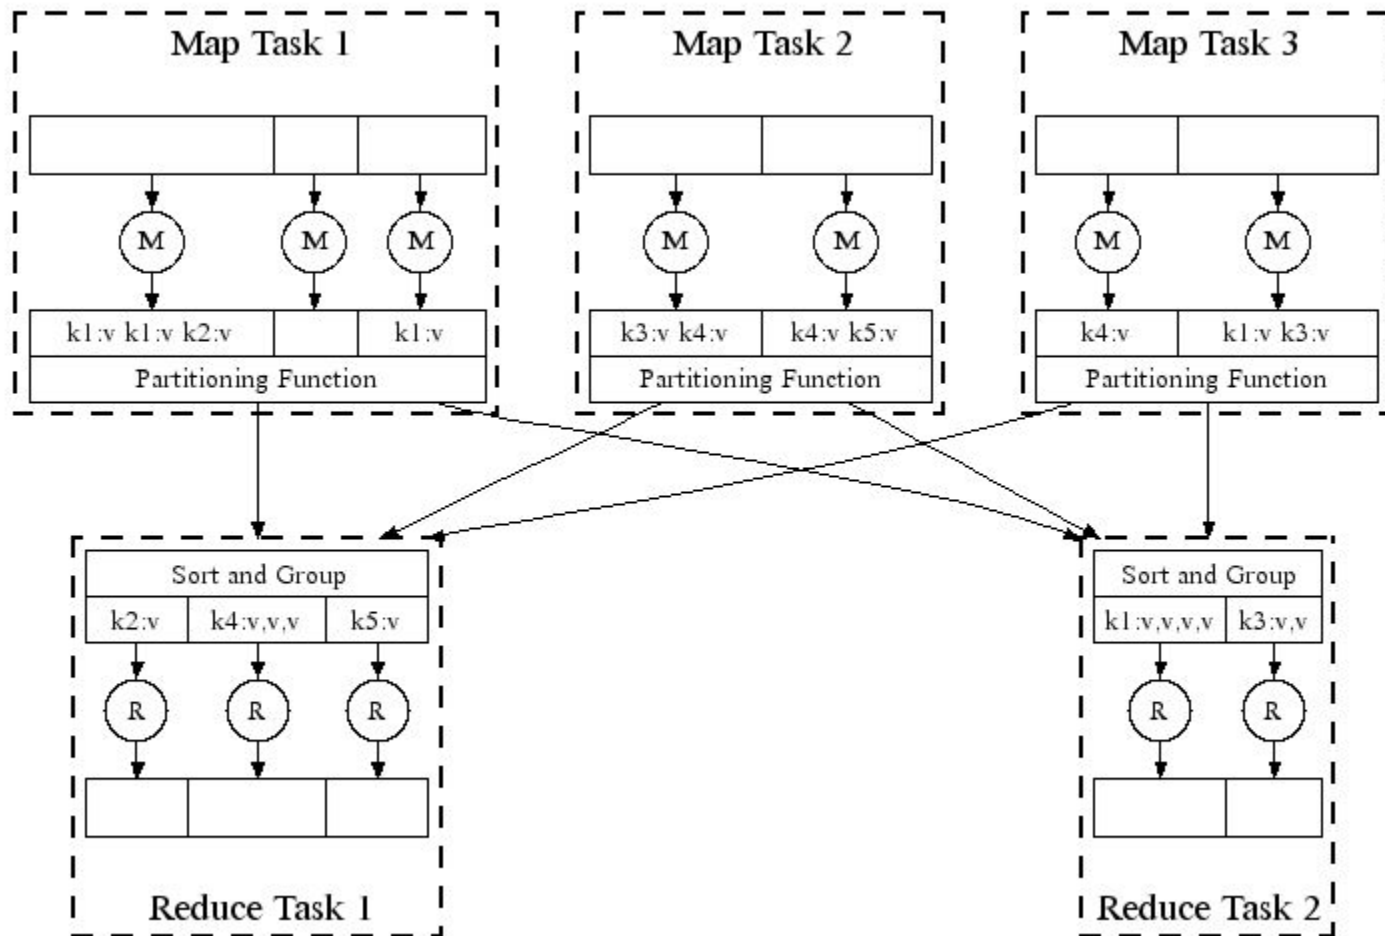 Map Task 1
Map Task 2
Map Task 3
M
M
M
M
M
M
M
k1:v k1:v k2:v
k1:v
k3:v k4:v
k4:v k5:v
k4:v
k1:v k3:v
Partitioning Function
Partitioning Function
Partitioning Function
Sort and Group
Sort and Group
k2:v
k4:v,v,v
k5:v
k1:v,v,v,v
k3:v,v
R
R
R
R
R
Reduce Task 1
Reduce Task 2